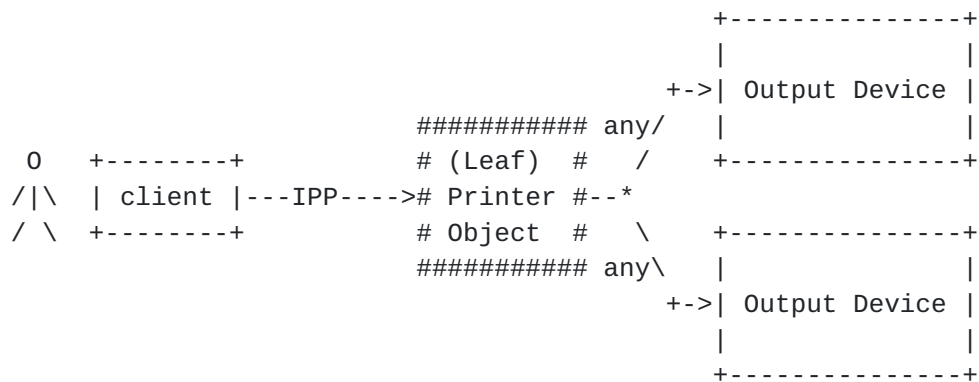 +---------------+
                                               |               |
                                            +->| Output Device |
                           ########### any/    |               |
  O    +--------+          # (Leaf)  #   /     +---------------+
 /|\   | client |---IPP----># Printer #--*
 / \   +--------+          # Object  #   \     +---------------+
                           ########### any\    |               |
                                            +->| Output Device |
                                               |               |
                                               +---------------+